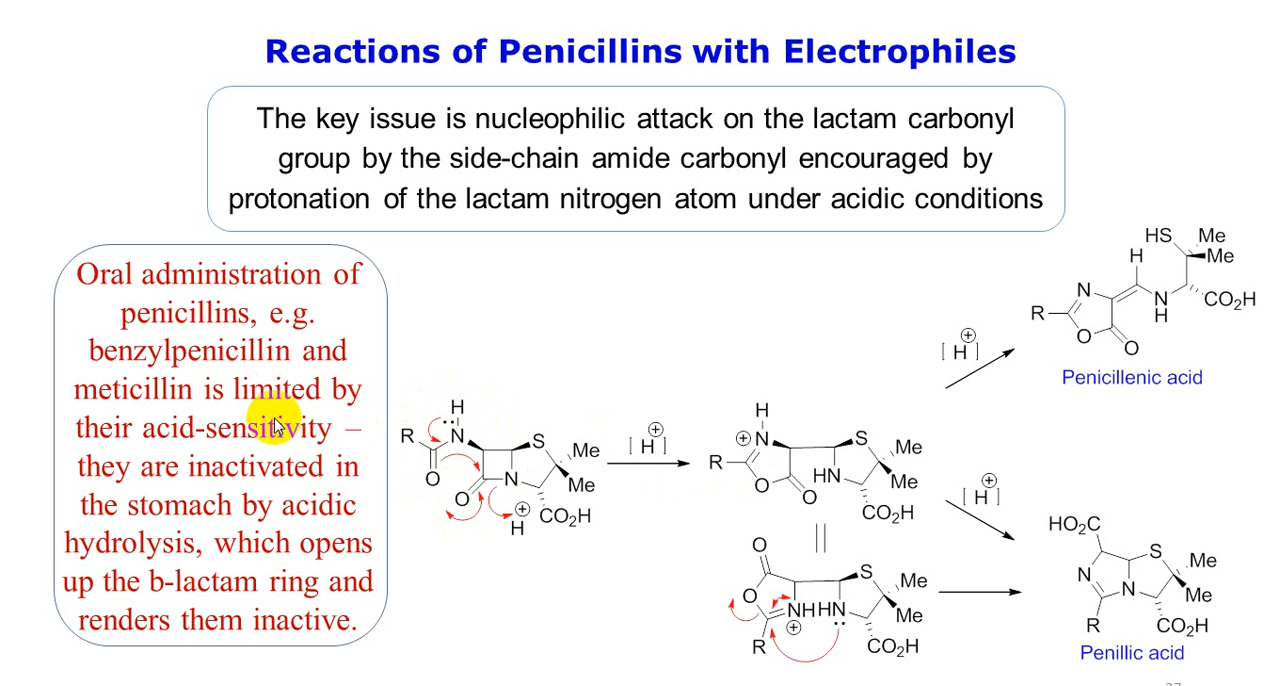 Reactions of Penicillins with Electrophiles
The key issue is nucleophilic attack on the lactam carbonyl
group by the side-chain amide carbonyl encouraged by
protonation of the lactam nitrogen atom under acidic conditions
Oral administration of
penicillins, e.g.
benzylpenicillin and
meticillin is limited by
their acid-sensitivity –
they are inactivated in
the stomach by acidic
hydrolysis, which opens
up the b-lactam ring and
renders them inactive.
H
R
N
S
Me
Me
O
O
N
H
⊕
CO₂H
[ H ]
⊕
H
⊕
N
R
O
O
S
HN
Me
Me
CO₂H
[ H ]
⊕
HS
Me
Me
H
N
R
O
O
N
H
CO₂H
Penicillenic acid
[ H ]
⊕
O
O
R
NH
⊕
HN
S
Me
Me
CO₂H
HO₂C
S
Me
Me
N
N
R
CO₂H
Penillic acid